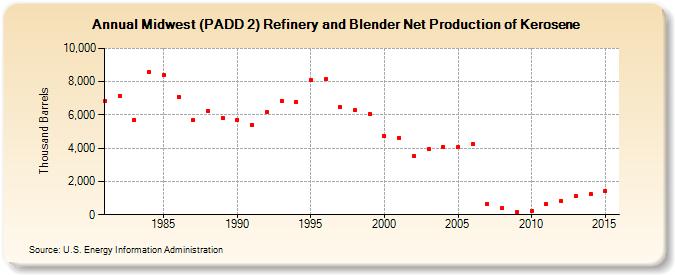 Annual Midwest (PADD 2) Refinery and Blender Net Production of Kerosene
Thousand Barrels
10,000
8,000
6,000
4,000
2,000
0
1985 1990 1995 2000 2005 2010 2015
Source: U.S. Energy Information Administration